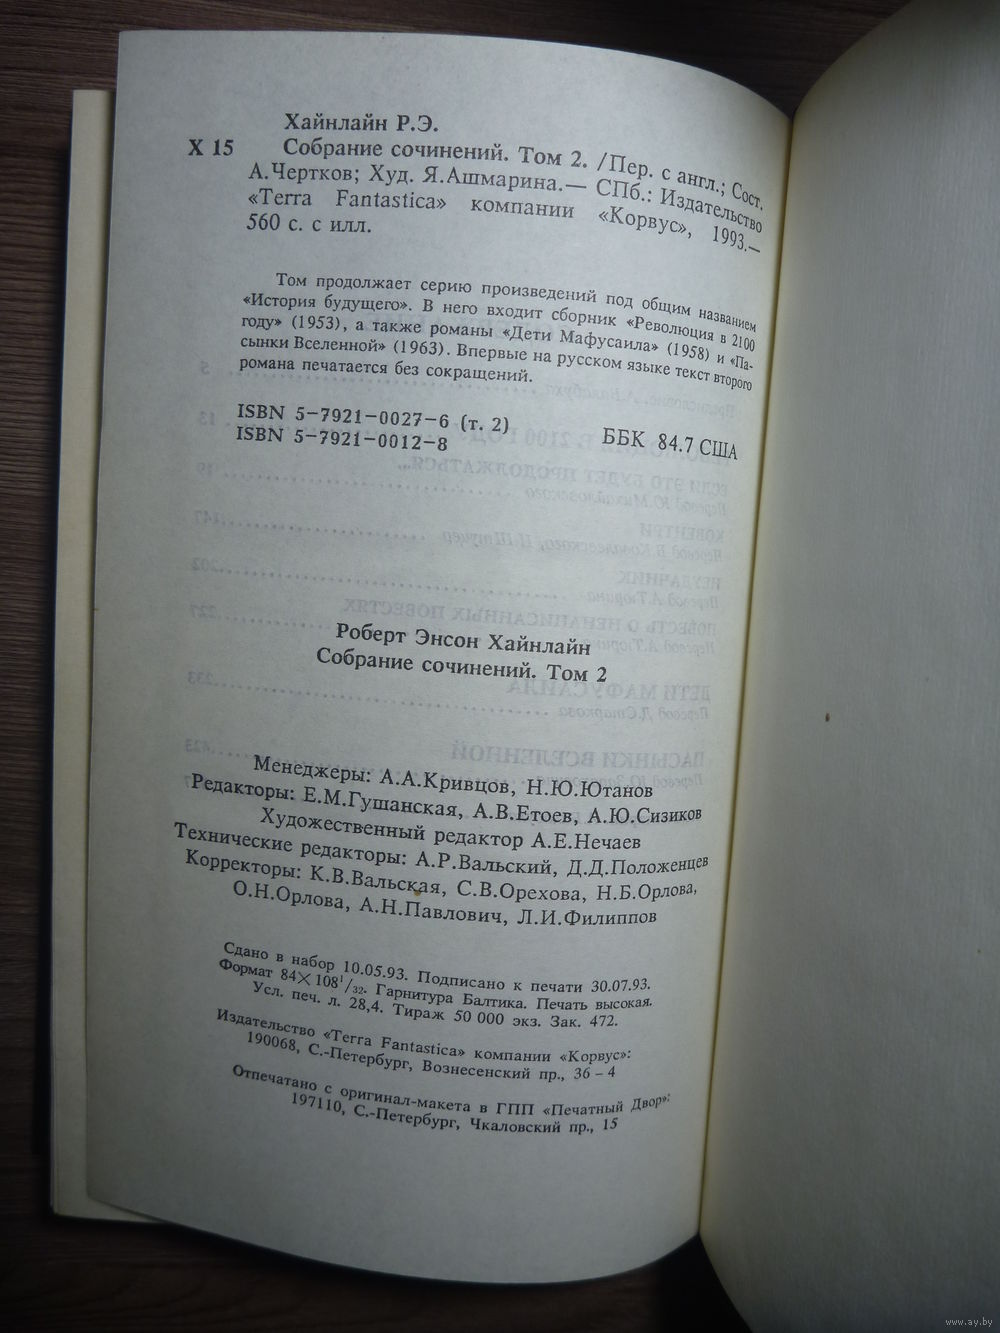 Хайнлайн Р.Э.
Х 15 Собрание сочинений. Том 2. /Пер. с англ.; Сост.
А.Чертков; Худ. Я.Ашмарина.— СПб.: Издательство
«Terra Fantastica» компании «Корвус», 1993.—
560 с. с илл.
Том продолжает серию произведений под общим названием
«История будущего». В него входит сборник «Революция в 2100
году» (1953), а также романы «Дети Мафусаила» (1958) и «Па-
сынки Вселенной» (1963). Впервые на русском языке текст второго
романа печатается без сокращений.
ISBN 5-7921-0027-6 (т. 2)
ISBN 5-7921-0012-8
ББК 84.7 США
Роберт Энсон Хайнлайн
Собрание сочинений. Том 2
Менеджеры: А.А.Кривцов, Н.Ю.Ютанов
Редакторы: Е.М.Гушанская, А.В.Етоев, А.Ю.Сизиков
Художественный редактор А.Е.Нечаев
Технические редакторы: А.Р.Вальский, Д.Д.Положенцев
Корректоры: К.В.Вальская, С.В.Орехова, Н.Б.Орлова,
О.Н.Орлова, А.Н.Павлович, Л.И.Филиппов
Сдано в набор 10.05.93. Подписано к печати 30.07.93.
Формат 84×108¹/₃₂. Гарнитура Балтика. Печать высокая.
Усл. печ. л. 28,4. Тираж 50 000 экз. Зак. 472.
Издательство «Terra Fantastica» компании «Корвус»:
190068, С.-Петербург, Вознесенский пр., 36 – 4
Отпечатано с оригинал-макета в ГПП «Печатный Двор»:
197110, С.-Петербург, Чкаловский пр., 15
www.ay.by